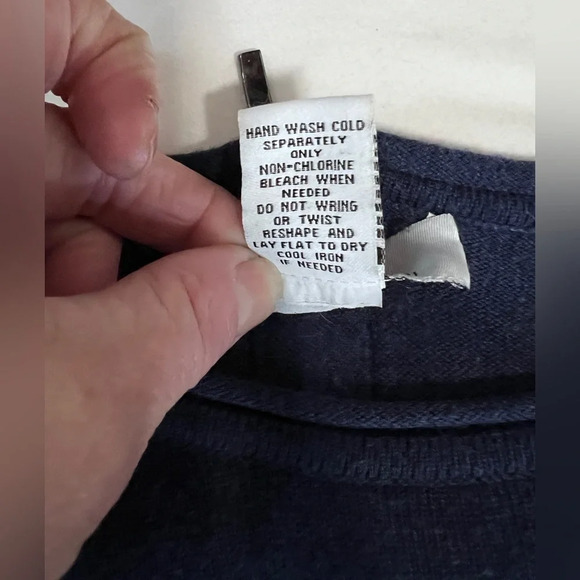 HAND WASH COLD
SEPARATELY
ONLY
NON-CHLORINE
BLEACH WHEN
NEEDED
DO NOT WRING
OR TWIST
RESHAPE AND
LAY FLAT TO DRY
COOL IRON
IF NEEDED